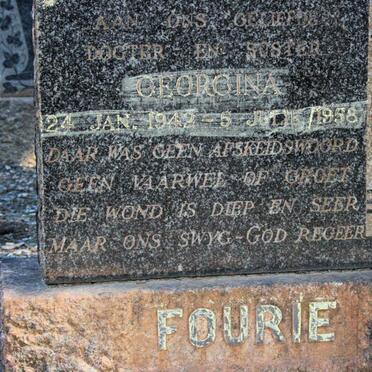 AAN ONS GELIEFDE
DOGTER EN SUSTER
GEORGINA
24 JAN. 1942 - 5 JULIE 1958
DAAR WAS GEEN AFSKEIDSWOORD
GEEN VAARWEL OF GROET
DIE WOND IS DIEP EN SEER
MAAR ONS SWYG - GOD REGEER
FOURIE